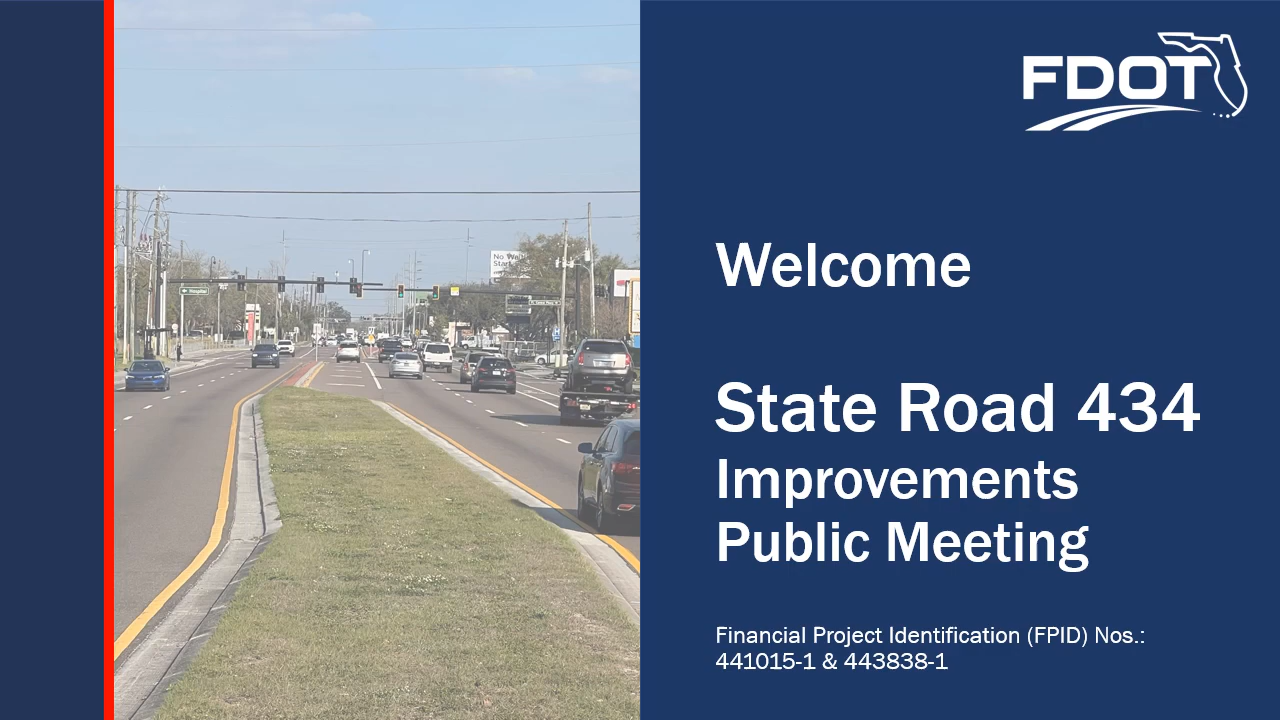 FDOT
Welcome
State Road 434
Improvements
Public Meeting
Financial Project Identification (FPID) Nos.:
441015-1 & 443838-1